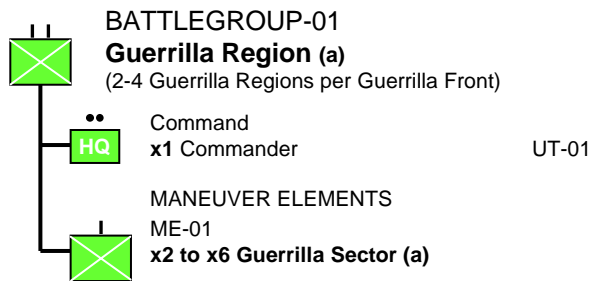 BATTLEGROUP-01
Guerrilla Region (a)
(2-4 Guerrilla Regions per Guerrilla Front)
Command
HQ
x1 Commander UT-01
MANEUVER ELEMENTS
ME-01
x2 to x6 Guerrilla Sector (a)